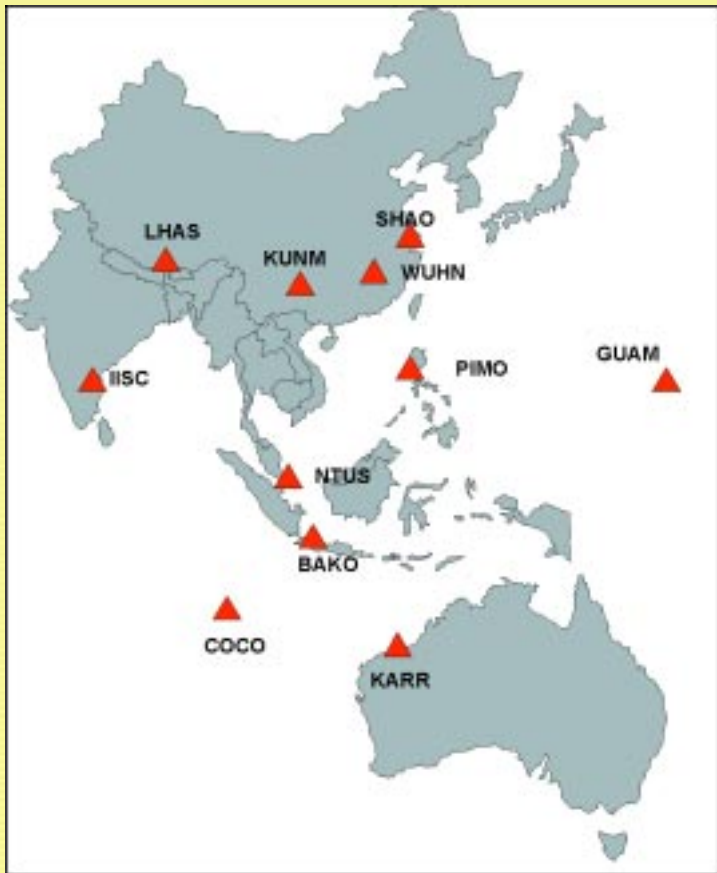 SHAO
LHAS
KUNM
WUHN
GUAM
PIMO
IISC
NTUS
BAKO
COCO
KARR